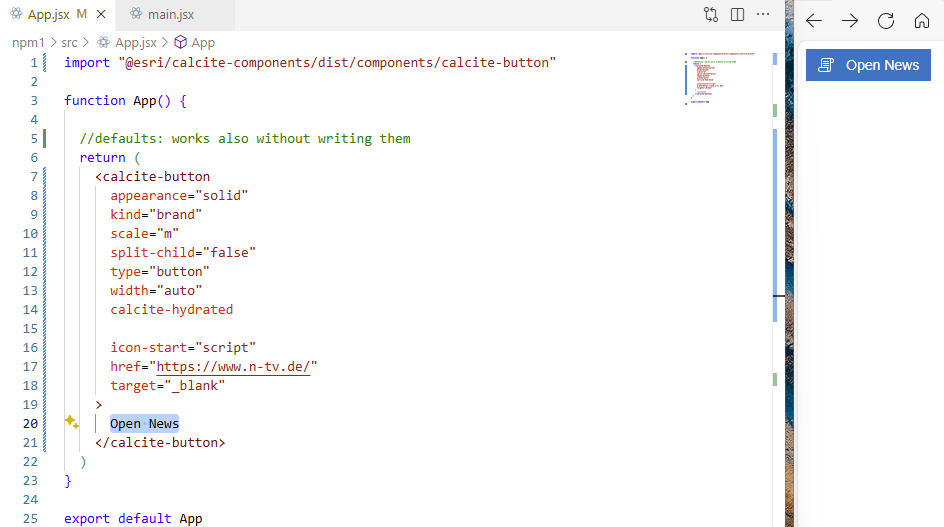 App.jsx M
main.jsx
npm1 > src > App.jsx > App
1 import "@esri/calcite-components/dist/components/calcite-button"
2
3 function App() {
4
5 //defaults: works also without writing them
6 return (
7 <calcite-button
8 appearance="solid"
9 kind="brand"
10 scale="m"
11 split-child="false"
12 type="button"
13 width="auto"
14 calcite-hydrated
15
16 icon-start="script"
17 href="https://www.n-tv.de/"
18 target="_blank"
19 >
20 Open News
21 </calcite-button>
22 )
23 }
24
25 export default App
Open News